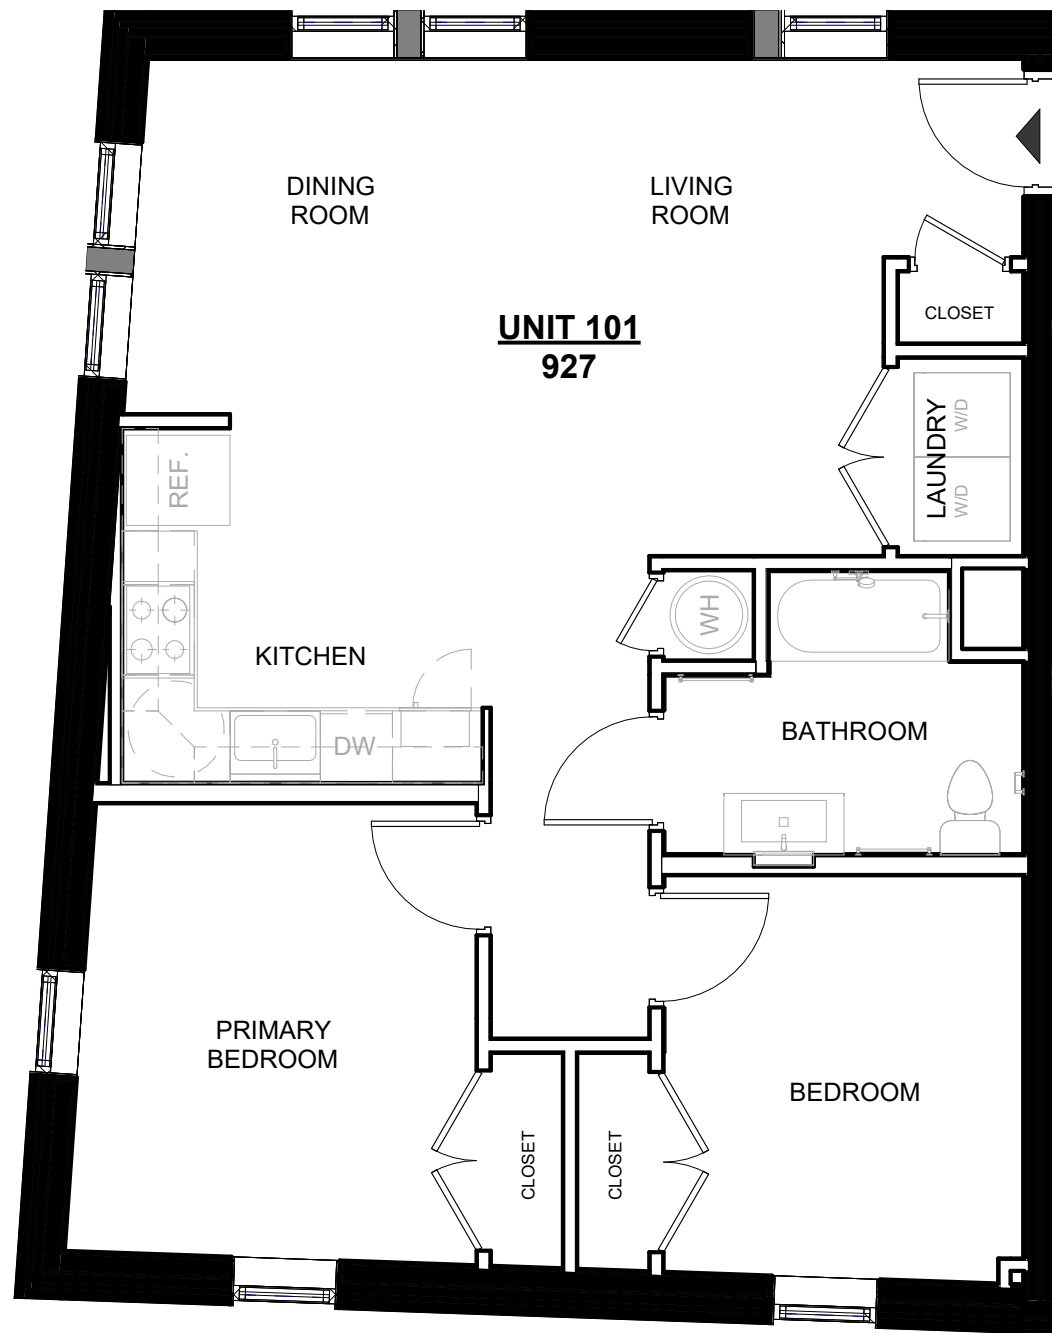 DINING
ROOM
LIVING
ROOM
CLOSET
UNIT 101
927
LAUNDRY
W/D
W/D
REF.
WH
KITCHEN
DW
BATHROOM
PRIMARY
BEDROOM
BEDROOM
CLOSET
CLOSET